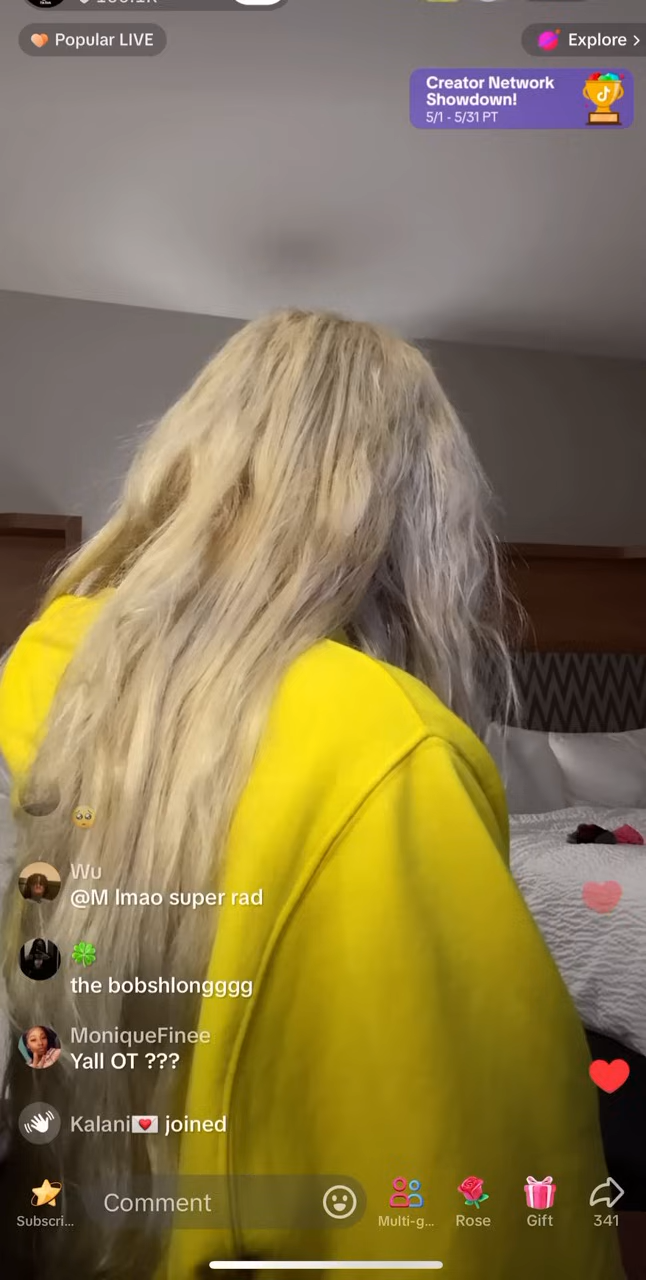 Popular LIVE
Explore >
Creator Network
Showdown!
5/1 - 5/31 PT
Wu
@M lmao super rad
the bobshlongggg
MoniqueFinee
Yall OT ???
Kalani💌 joined
Comment
Subscri...
Multi-g...
Rose
Gift
341